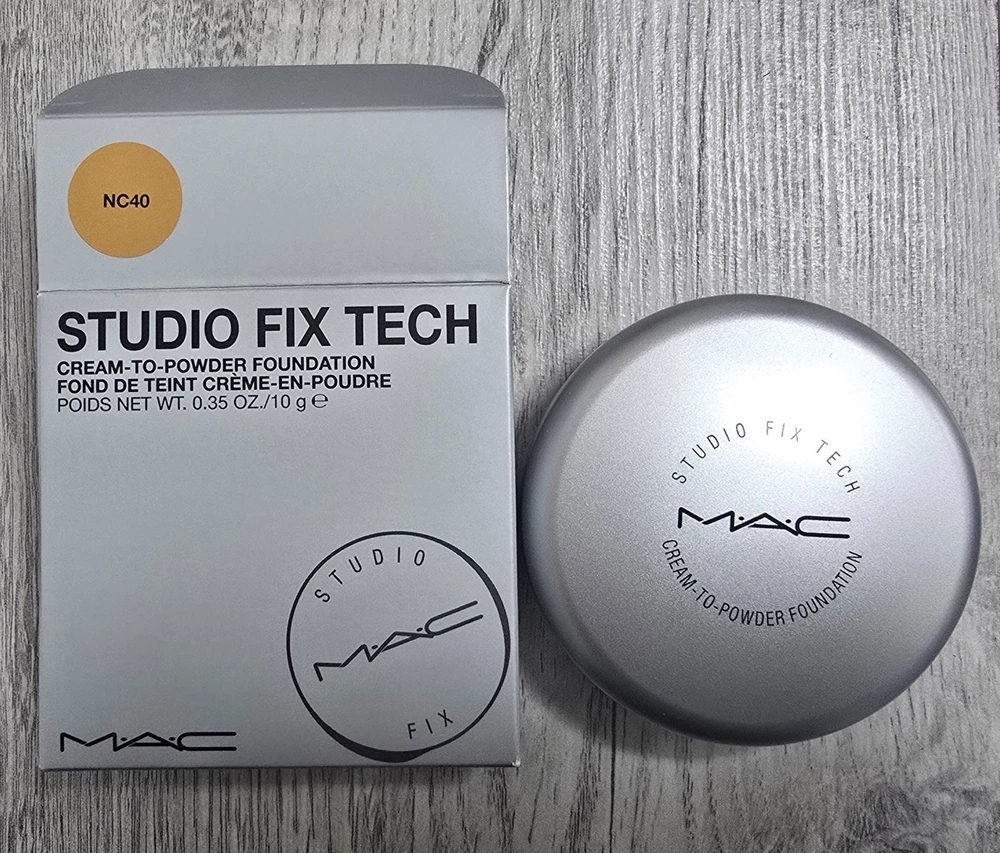 NC40
STUDIO FIX TECH
CREAM-TO-POWDER FOUNDATION
FOND DE TEINT CRÈME-EN-POUDRE
POIDS NET WT. 0.35 OZ./10 g ℮
STUDIO
M·A·C
FIX
M·A·C
STUDIO FIX TECH
M·A·C
CREAM-TO-POWDER FOUNDATION